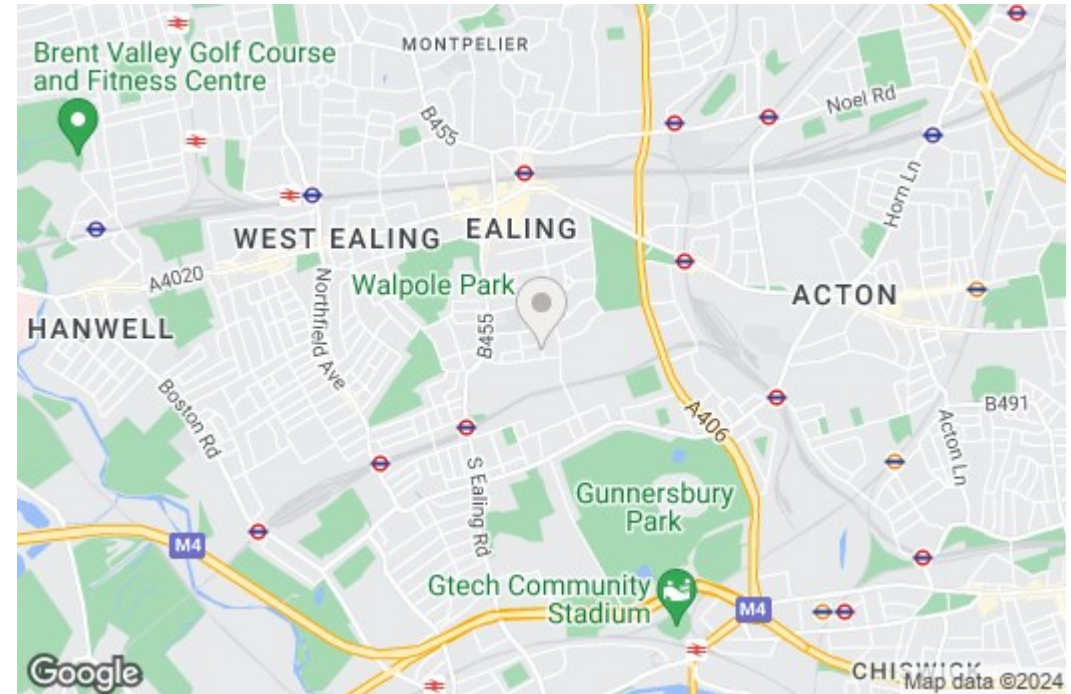 Brent Valley Golf Course
and Fitness Centre
MONTPELIER
B455
Noel Rd
Horn Ln
WEST EALING
EALING
A4020
Walpole Park
ACTON
HANWELL
Northfield Ave
B455
Boston Rd
A406
B491
Acton Ln
S Ealing Rd
Gunnersbury
Park
M4
Gtech Community
Stadium
M4
CHISWICK
Google
Map data ©2024